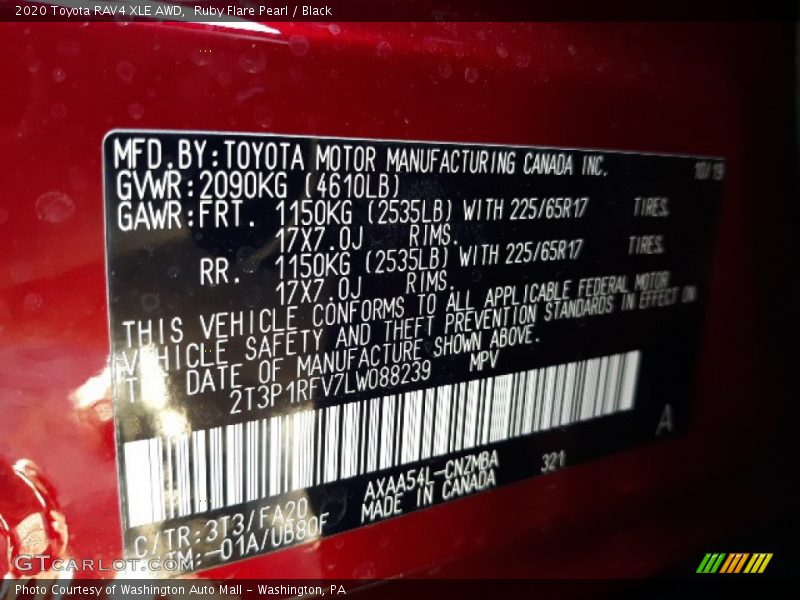 2020 Toyota RAV4 XLE AWD, Ruby Flare Pearl / Black
MFD.BY:TOYOTA MOTOR MANUFACTURING CANADA INC. 10/19
GVWR:2090KG (4610LB)
GAWR:FRT. 1150KG (2535LB) WITH 225/65R17 TIRES.
17X7.0J RIMS.
RR. 1150KG (2535LB) WITH 225/65R17 TIRES.
17X7.0J RIMS.
THIS VEHICLE CONFORMS TO ALL APPLICABLE FEDERAL MOTOR
VEHICLE SAFETY AND THEFT PREVENTION STANDARDS IN EFFECT ON
THE DATE OF MANUFACTURE SHOWN ABOVE.
2T3P1RFV7LW088239 MPV
A
AXAA54L-CNZMBA 321
C/TR:3T3/FA20 MADE IN CANADA
-01A/UB80F
GTcarlot.com
Photo Courtesy of Washington Auto Mall - Washington, PA